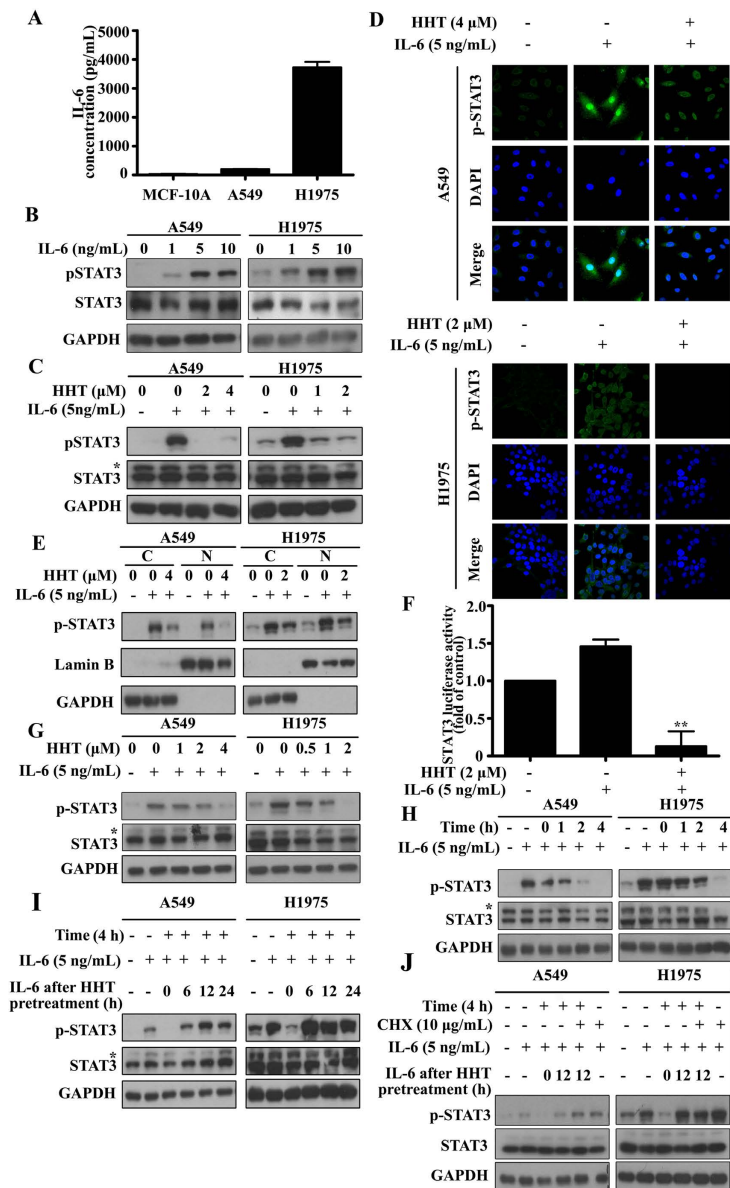 A
IL-6
concentration (pg/mL)
5000
4000
3000
2000
1000
0
MCF-10A A549 H1975
B
A549 H1975
IL-6 (ng/mL) 0 1 5 10 0 1 5 10
pSTAT3
STAT3
GAPDH
C
A549 H1975
HHT (μM) 0 0 2 4 0 0 1 2
IL-6 (5ng/mL) - + + + - + + +
pSTAT3
*
STAT3
GAPDH
D
HHT (4 μM) - - +
IL-6 (5 ng/mL) - + +
A549
p-STAT3
DAPI
Merge
HHT (2 μM) - - +
IL-6 (5 ng/mL) - + +
H1975
p-STAT3
DAPI
Merge
E
A549 H1975
C N C N
HHT (μM) 0 0 4 0 0 4 0 0 2 0 0 2
IL-6 (5 ng/mL) - + + - + + - + + - + +
p-STAT3
Lamin B
GAPDH
F
STAT3 luciferase activity
(fold of control)
2.0
1.5
1.0
0.5
0
**
HHT (2 μM) - - +
IL-6 (5 ng/mL) - + +
G
A549 H1975
HHT (μM) 0 0 1 2 4 0 0 0.5 1 2
IL-6 (5 ng/mL) - + + + + - + + + +
p-STAT3
*
STAT3
GAPDH
H
A549 H1975
Time (h) - - 0 1 2 4 - - 0 1 2 4
IL-6 (5 ng/mL) - + + + + + - + + + + +
p-STAT3
*
STAT3
GAPDH
I
A549 H1975
Time (4 h) - - + + + + - - + + + +
IL-6 (5 ng/mL) - + + + + + - + + + + +
IL-6 after HHT
pretreatment (h) - - 0 6 12 24 - - 0 6 12 24
p-STAT3
*
STAT3
GAPDH
J
A549 H1975
Time (4 h) - - + + + - - - + + + -
CHX (10 μg/mL) - - - - + + - - - - + +
IL-6 (5 ng/mL) - + + + + + - + + + + +
IL-6 after HHT
pretreatment (h) - - 0 12 12 - - - 0 12 12 -
p-STAT3
STAT3
GAPDH